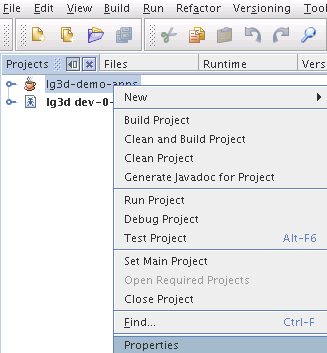 File Edit View Build Run Refactor Versioning Tools
Projects Files Runtime Vers
lg3d-demo-apps
lg3d dev-0-
New
Build Project
Clean and Build Project
Clean Project
Generate Javadoc for Project
Run Project
Debug Project
Test Project Alt-F6
Set Main Project
Open Required Projects
Close Project
Find... Ctrl-F
Properties